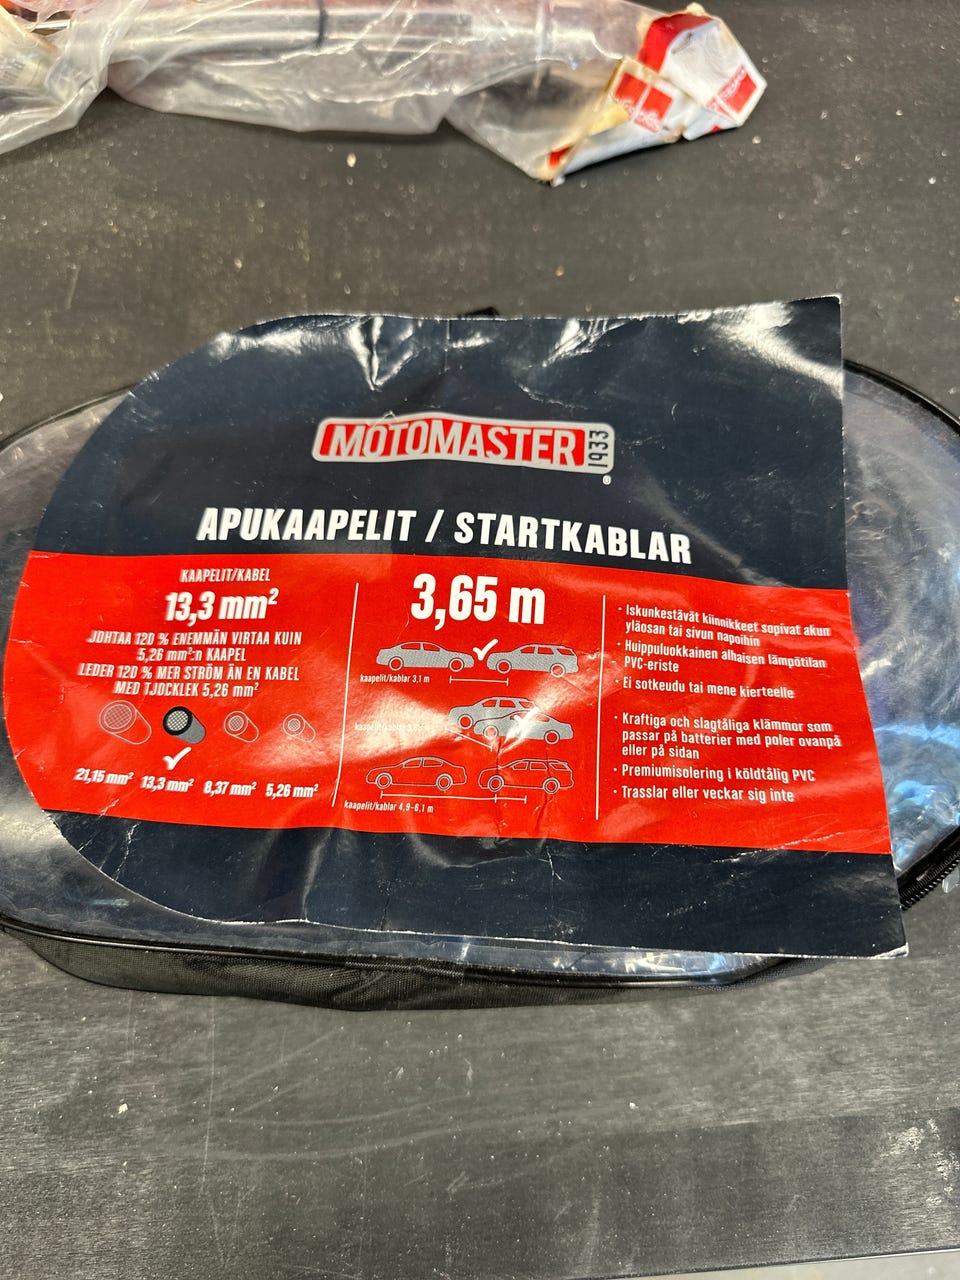 MOTOMASTER 1933
®
APUKAAPELIT / STARTKABLAR
KAAPELIT/KABEL
13,3 mm²
JOHTAA 120 % ENEMMÄN VIRTAA KUIN
5,26 mm²:n KAAPEL
LEDER 120 % MER STRÖM ÄN EN KABEL
MED TJOCKLEK 5,26 mm²
21,15 mm² 13,3 mm² 8,37 mm² 5,26 mm²
3,65 m
kaapelit/kablar 3,1 m
kaapelit/kablar
kaapelit/kablar 4,9-6,1 m
· Iskunkestävät kiinnikkeet sopivat akun
yläosan tai sivun napoihin
· Huippuluokkainen alhaisen lämpötilan
PVC-eriste
· Ei sotkeudu tai mene kierteelle
· Kraftiga och slagtåliga klämmor som
passar på batterier med poler ovanpå
eller på sidan
· Premiumisolering i köldtålig PVC
· Trasslar eller veckar sig inte